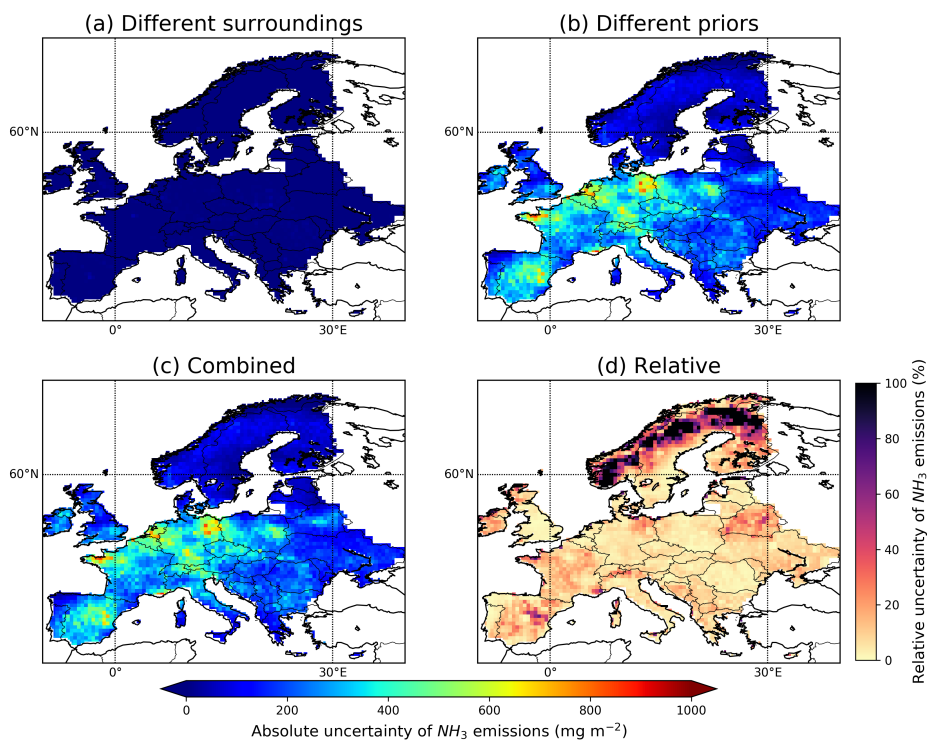 (a) Different surroundings
(b) Different priors
60°N
60°N
0°
30°E
0°
30°E
(c) Combined
(d) Relative
60°N
60°N
0°
30°E
0°
30°E
100
80
60
40
20
0
Relative uncertainty of NH₃ emissions (%)
0
200
400
600
800
1000
Absolute uncertainty of NH₃ emissions (mg m⁻²)